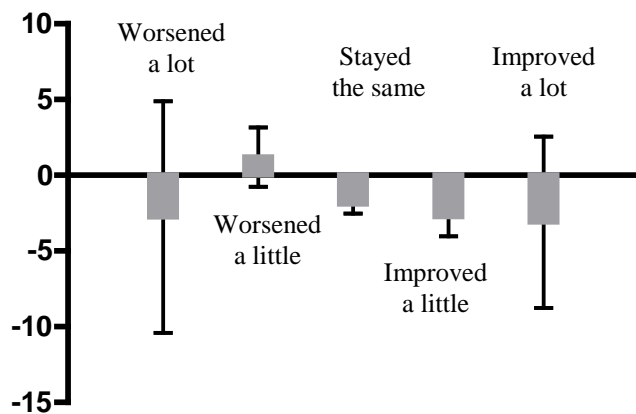 10
5
0
-5
-10
-15
Worsened
a lot
Worsened
a little
Stayed
the same
Improved
a little
Improved
a lot